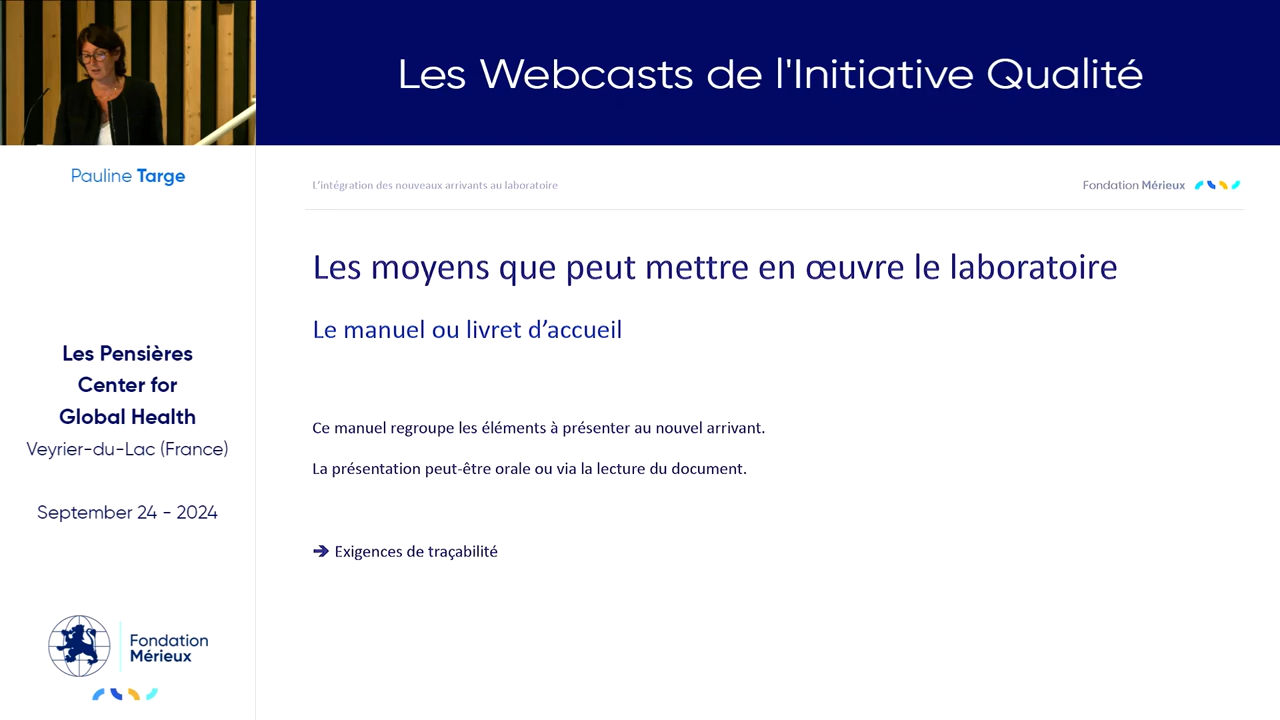 Les Webcasts de l'Initiative Qualité
Pauline Targe
Les Pensières
Center for
Global Health
Veyrier-du-Lac (France)
September 24 - 2024
Fondation
Mérieux
L'intégration des nouveaux arrivants au laboratoire
Fondation Mérieux
Les moyens que peut mettre en œuvre le laboratoire
Le manuel ou livret d’accueil
Ce manuel regroupe les éléments à présenter au nouvel arrivant.
La présentation peut-être orale ou via la lecture du document.
➔ Exigences de traçabilité